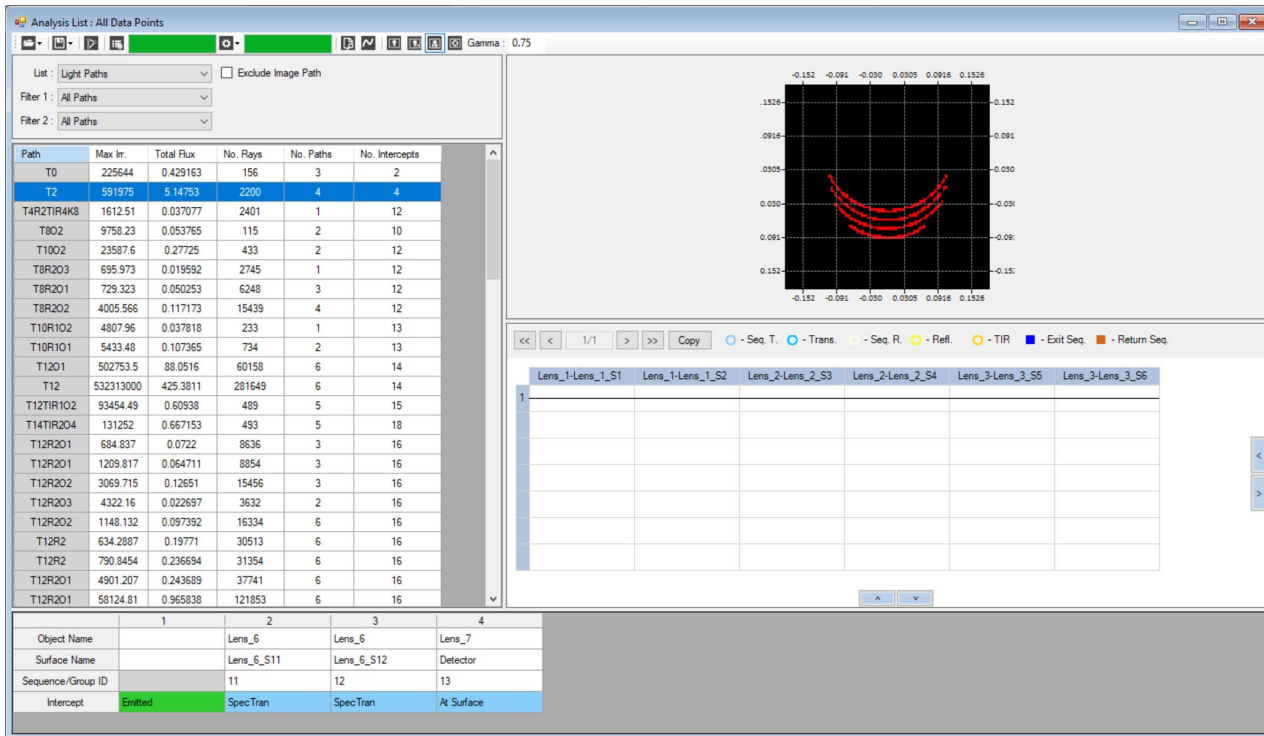 Analysis List : All Data Points
Gamma : 0.75
List : Light Paths Exclude Image Path
Filter 1 : All Paths
Filter 2 : All Paths
Path Max Irr. Total Flux No. Rays No. Paths No. Intercepts
T0 225644 0.429163 156 3 2
T2 591975 5.14753 2200 4 4
T4R2TIR4K8 1612.51 0.037077 2401 1 12
T8O2 9758.23 0.053765 115 2 10
T10O2 23587.6 0.27725 433 2 12
T8R2O3 695.973 0.019592 2745 1 12
T8R2O1 729.323 0.050253 6248 3 12
T8R2O2 4005.566 0.117173 15439 4 12
T10R1O2 4807.96 0.037818 233 1 13
T10R1O1 5433.48 0.107365 734 2 13
T12O1 502753.5 88.0516 60158 6 14
T12 532313000 425.3811 281649 6 14
T12TIR1O2 93454.49 0.60938 489 5 15
T14TIR2O4 131252 0.667153 493 5 18
T12R2O1 684.837 0.0722 8636 3 16
T12R2O1 1209.817 0.064711 8854 3 16
T12R2O2 3069.715 0.12651 15456 3 16
T12R2O3 4322.16 0.022697 3632 2 16
T12R2O2 1148.132 0.097392 16334 6 16
T12R2 634.2887 0.19771 30513 6 16
T12R2 790.8454 0.236694 31354 6 16
T12R2O1 4901.207 0.243689 37741 6 16
T12R2O1 58124.81 0.965838 121853 6 16
-0.152 -0.091 -0.030 0.0305 0.0916 0.1526
.1526 0.152
.0916 -0.091
.0305 -0.030
0.030 -0.03(
0.091 -0.09:
0.152 -0.15:
-0.152 -0.091 -0.030 0.0305 0.0916 0.1526
<< < 1/1 > >> Copy - Seq. T. - Trans. - Seq. R. - Refl. - TIR - Exit Seq. - Return Seq.
Lens_1-Lens_1_S1 Lens_1-Lens_1_S2 Lens_2-Lens_2_S3 Lens_2-Lens_2_S4 Lens_3-Lens_3_S5 Lens_3-Lens_3_S6
1
<
>
1 2 3 4
Object Name Lens_6 Lens_6 Lens_7
Surface Name Lens_6_S11 Lens_6_S12 Detector
Sequence/Group ID 11 12 13
Intercept Emitted SpecTran SpecTran At Surface